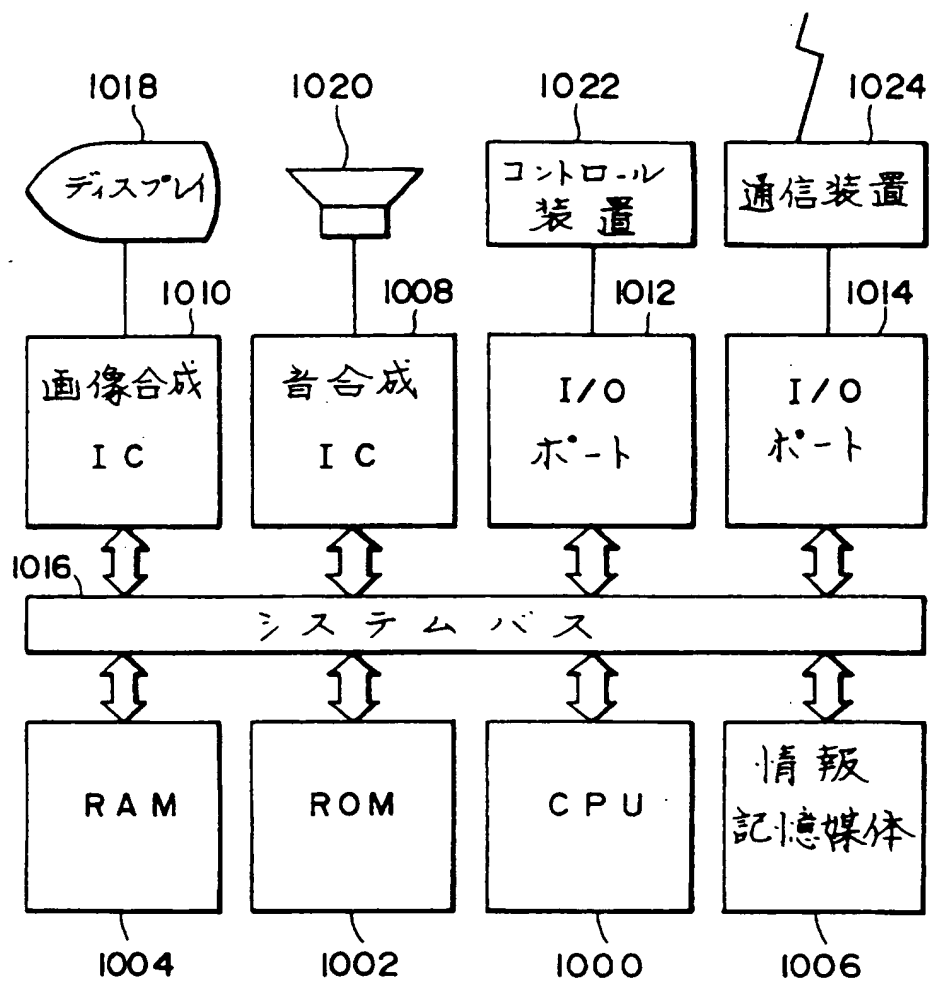 1018
1020
1022
1024
ディスプレイ
コントロール
装置
通信装置
1010
1008
1012
1014
画像合成
IC
音合成
IC
I/O
ポート
I/O
ポート
1016
システムバス
RAM
ROM
CPU
情報
記憶媒体
1004
1002
1000
1006